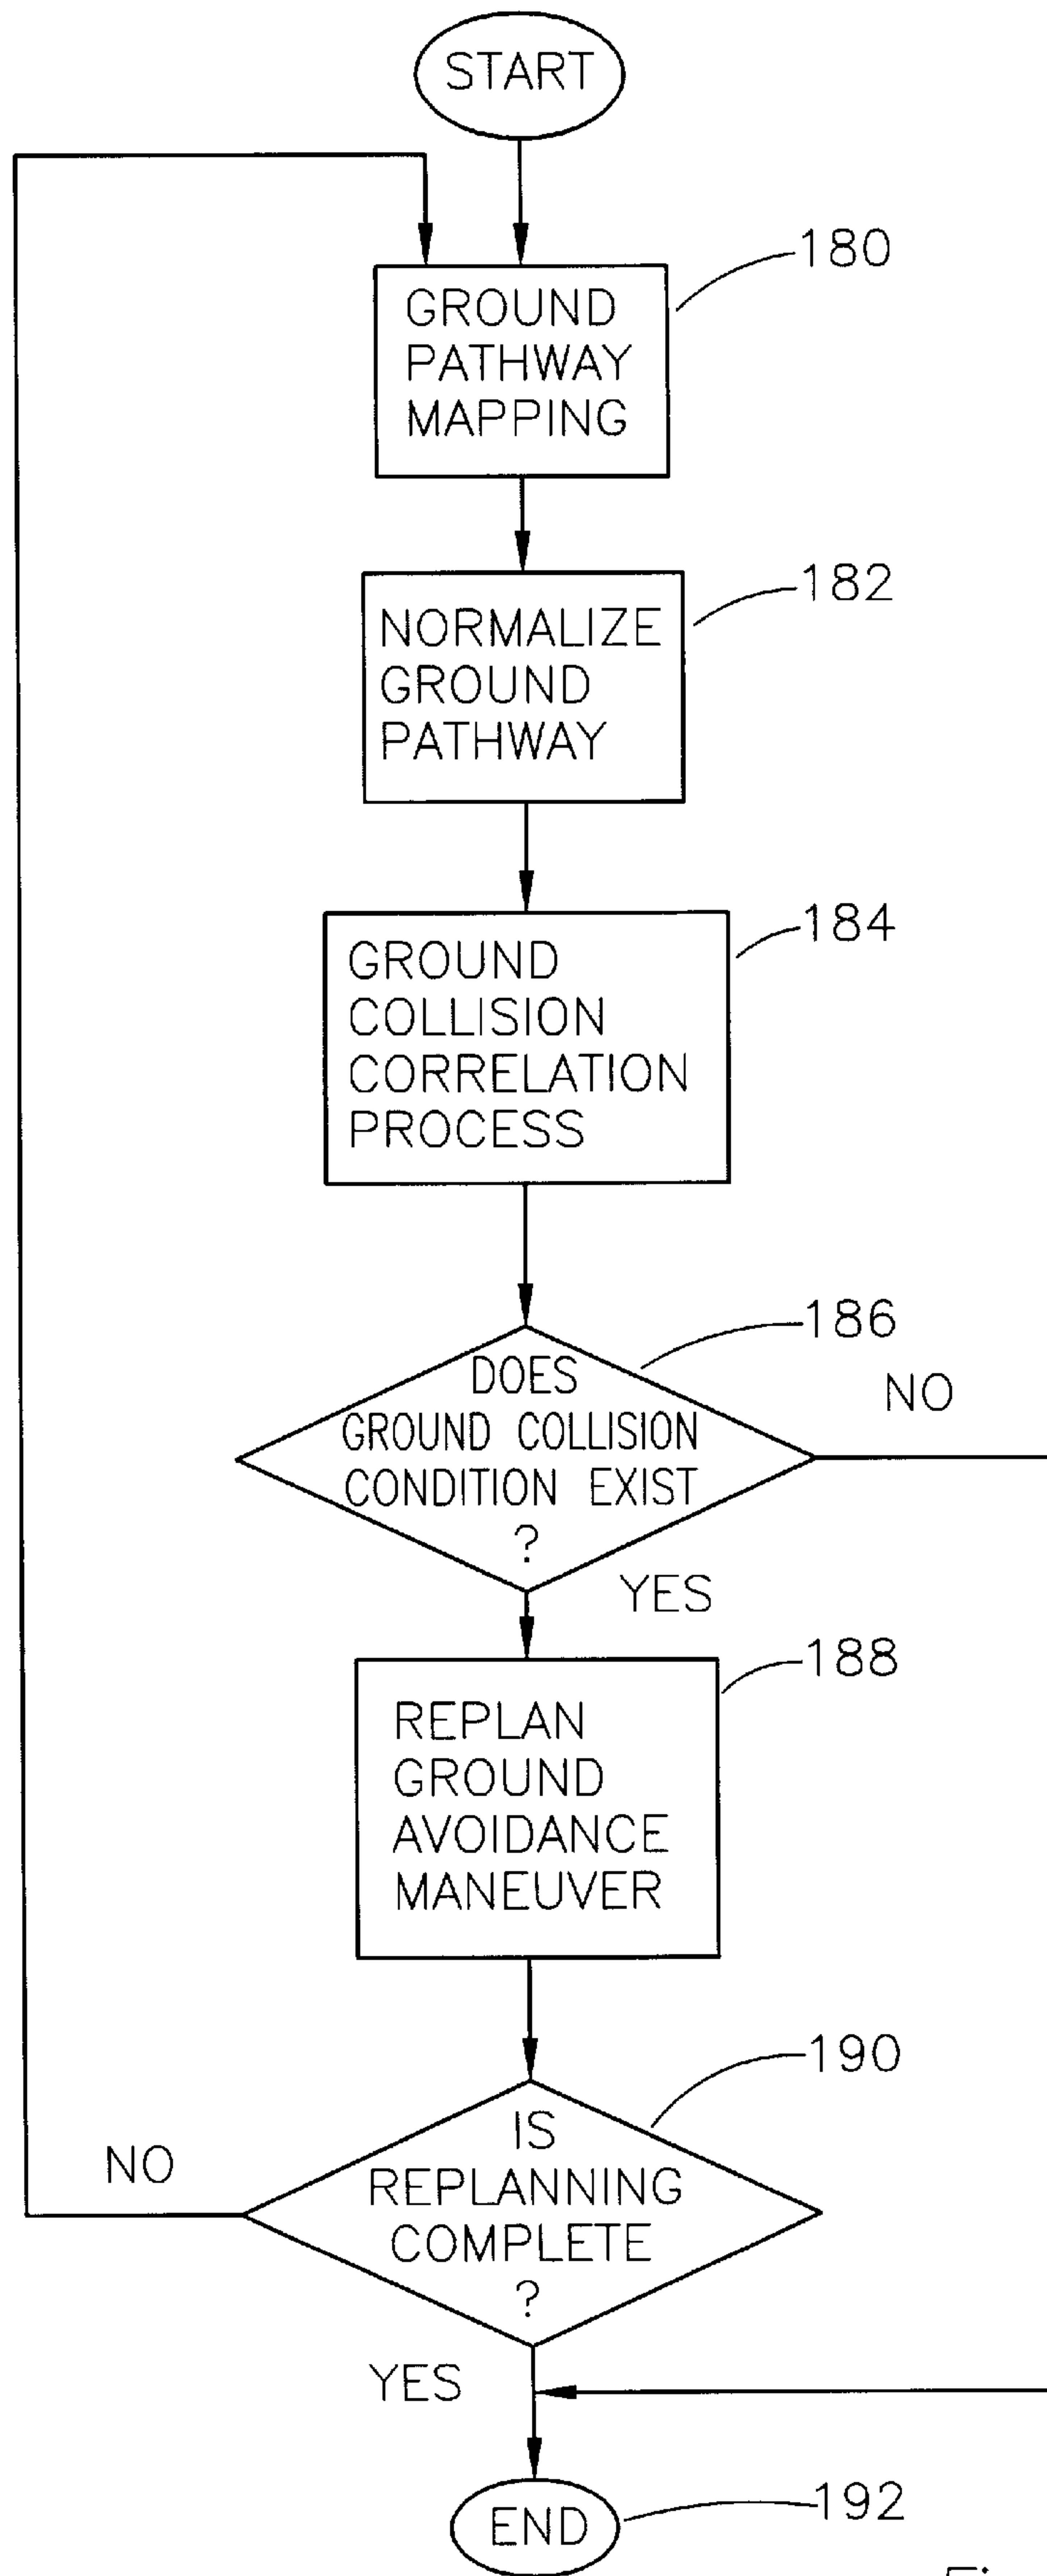 START
180
GROUND
PATHWAY
MAPPING
182
NORMALIZE
GROUND
PATHWAY
184
GROUND
COLLISION
CORRELATION
PROCESS
186
DOES
GROUND COLLISION
CONDITION EXIST
?
NO
YES
188
REPLAN
GROUND
AVOIDANCE
MANEUVER
190
IS
REPLANNING
COMPLETE
?
NO
YES
END
192